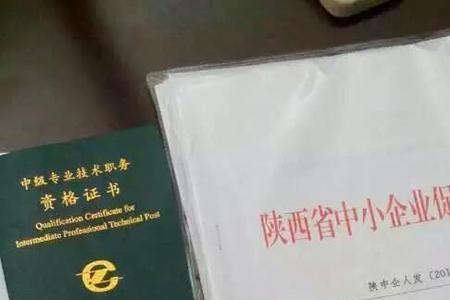 中级专业技术职务
资格证书
Qualification Certificate for
Intermediate Professional Technical Post
陕西省中小企业
陕中企人发〔201